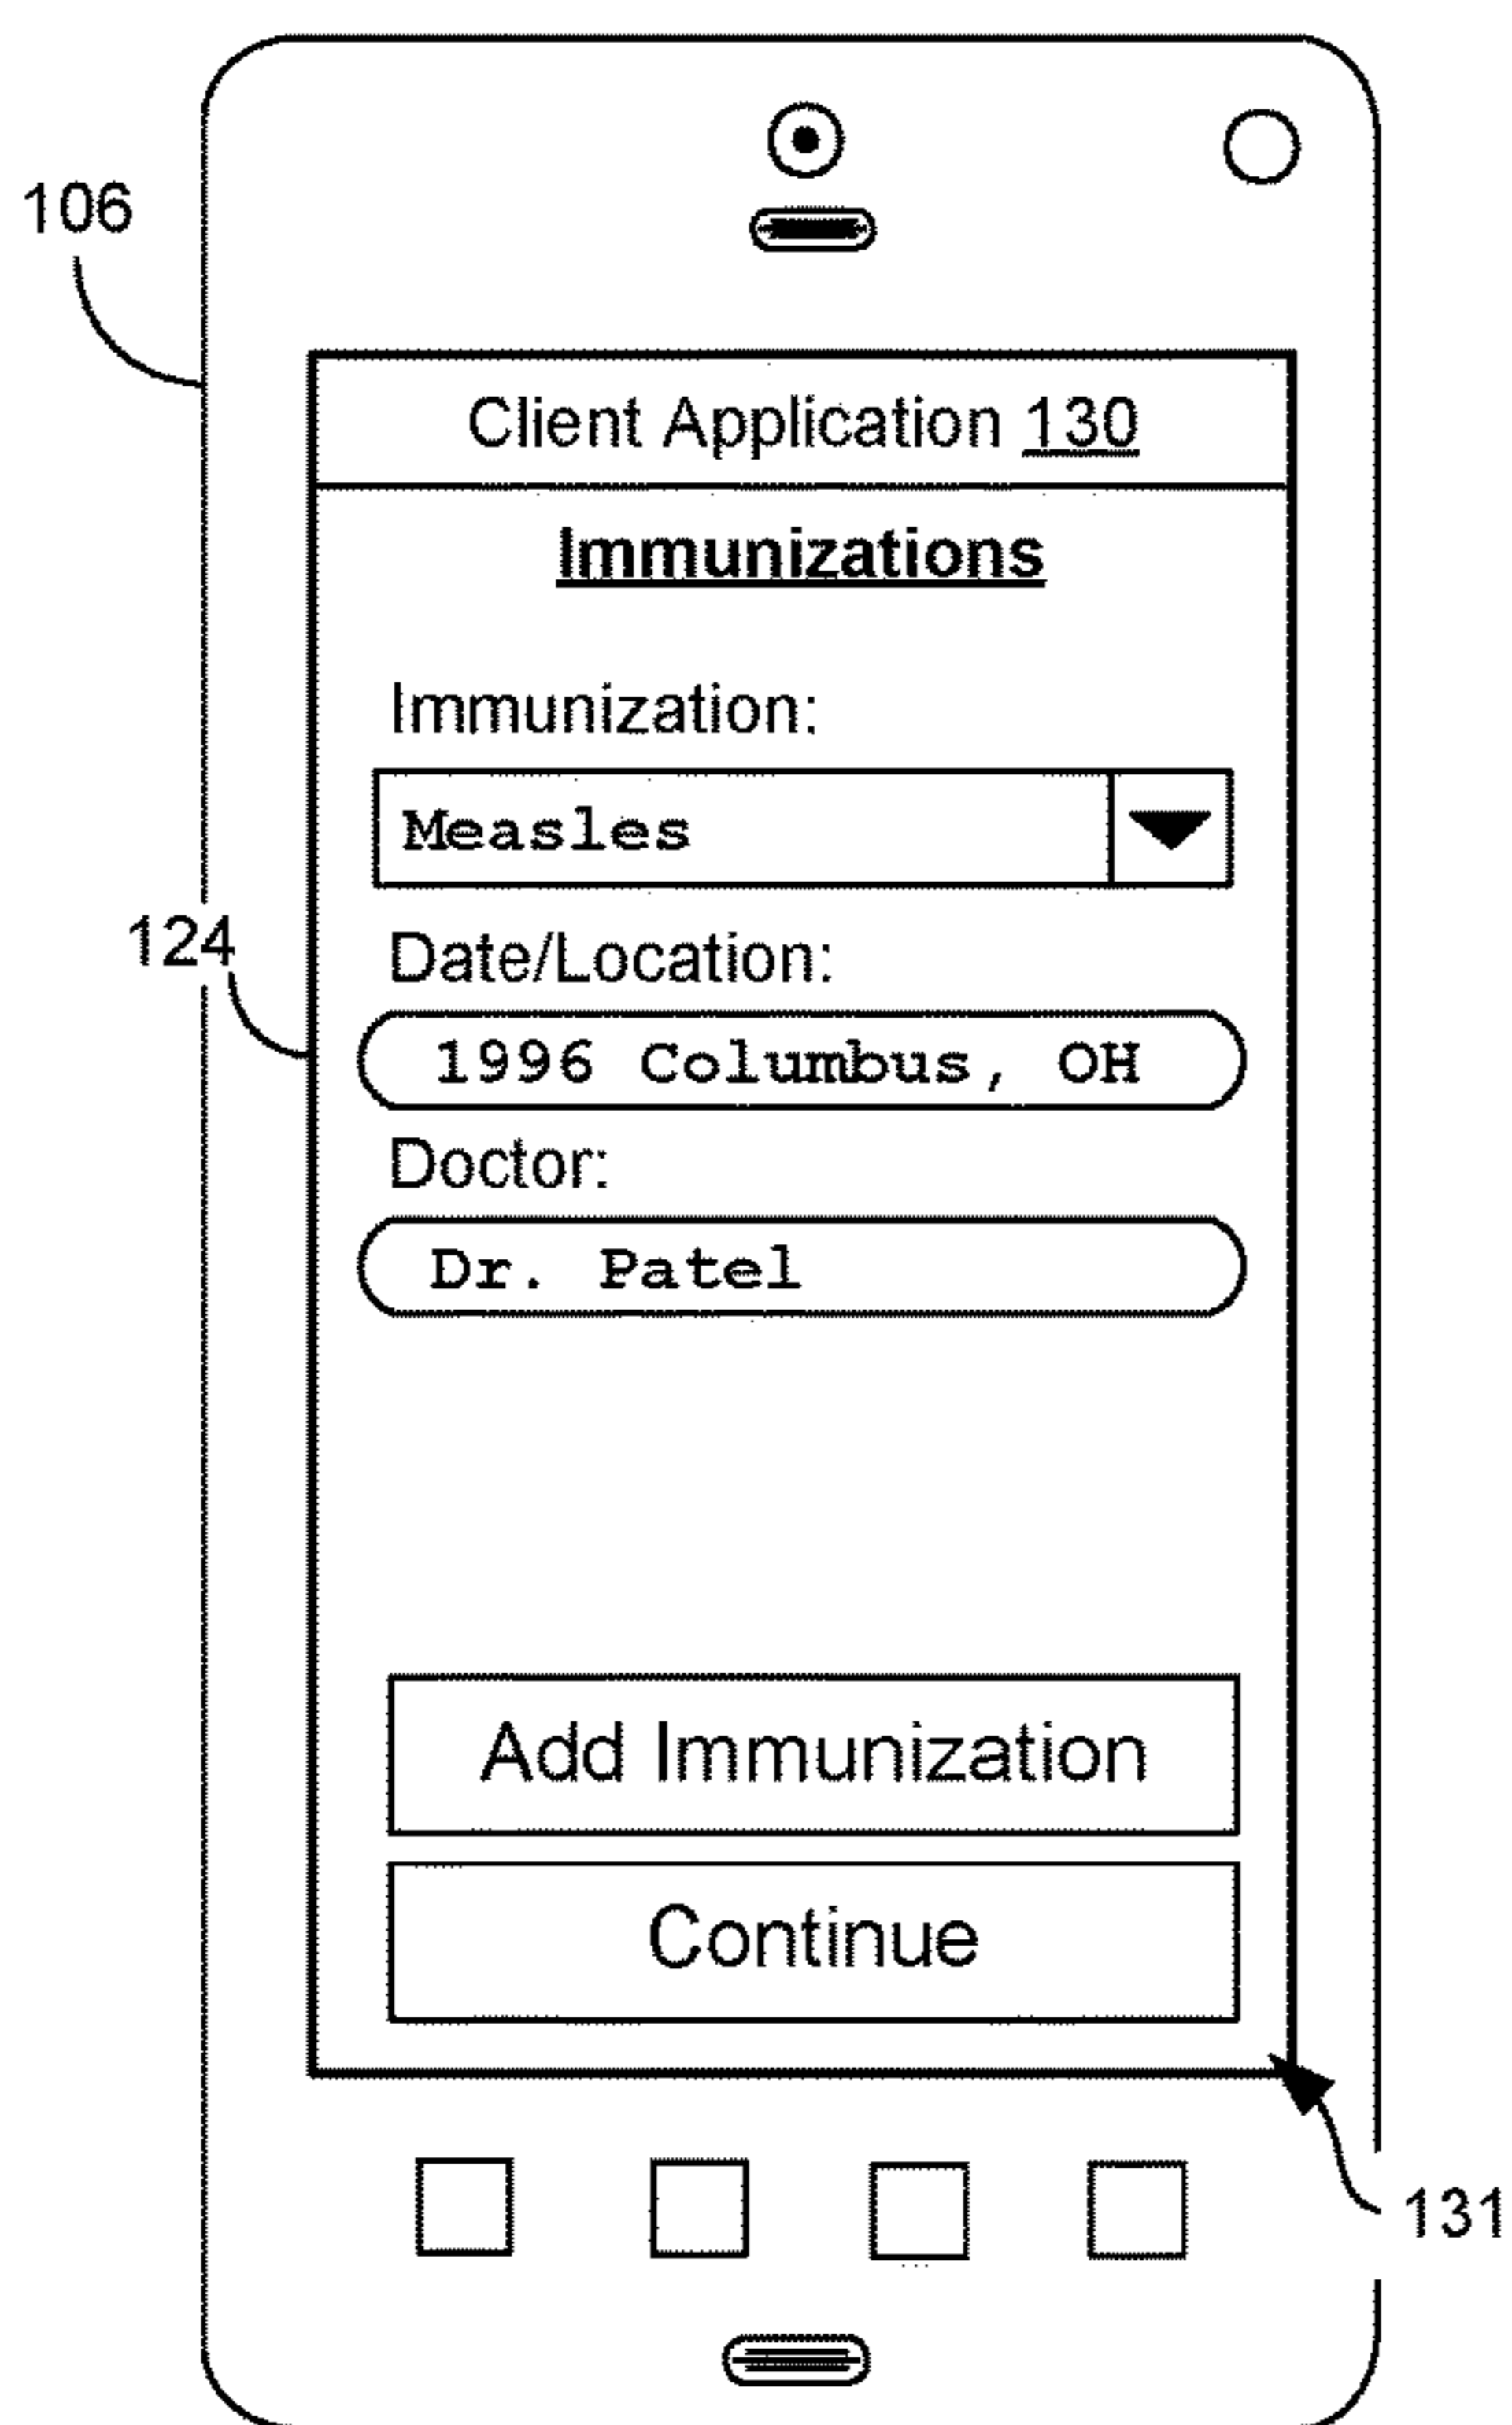 106
Client Application 130
Immunizations
Immunization:
Measles
124
Date/Location:
1996 Columbus, OH
Doctor:
Dr. Patel
Add Immunization
Continue
131